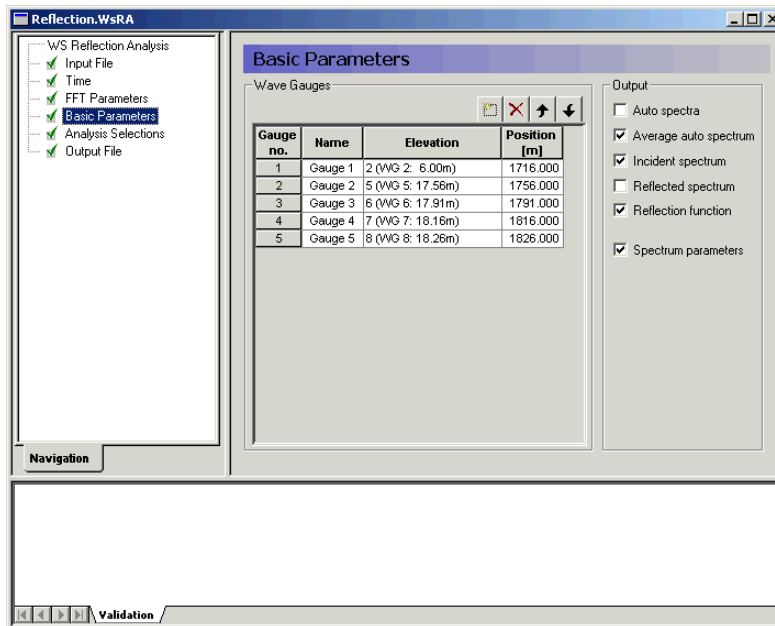 Reflection.WsRA
WS Reflection Analysis
Input File
Time
FFT Parameters
Basic Parameters
Analysis Selections
Output File
Navigation
Basic Parameters
Wave Gauges
Gauge no. Name Elevation Position [m]
1 Gauge 1 2 (WG 2: 6.00m) 1716.000
2 Gauge 2 5 (WG 5: 17.56m) 1756.000
3 Gauge 3 6 (WG 6: 17.91m) 1791.000
4 Gauge 4 7 (WG 7: 18.16m) 1816.000
5 Gauge 5 8 (WG 8: 18.26m) 1826.000
Output
Auto spectra
Average auto spectrum
Incident spectrum
Reflected spectrum
Reflection function
Spectrum parameters
Validation